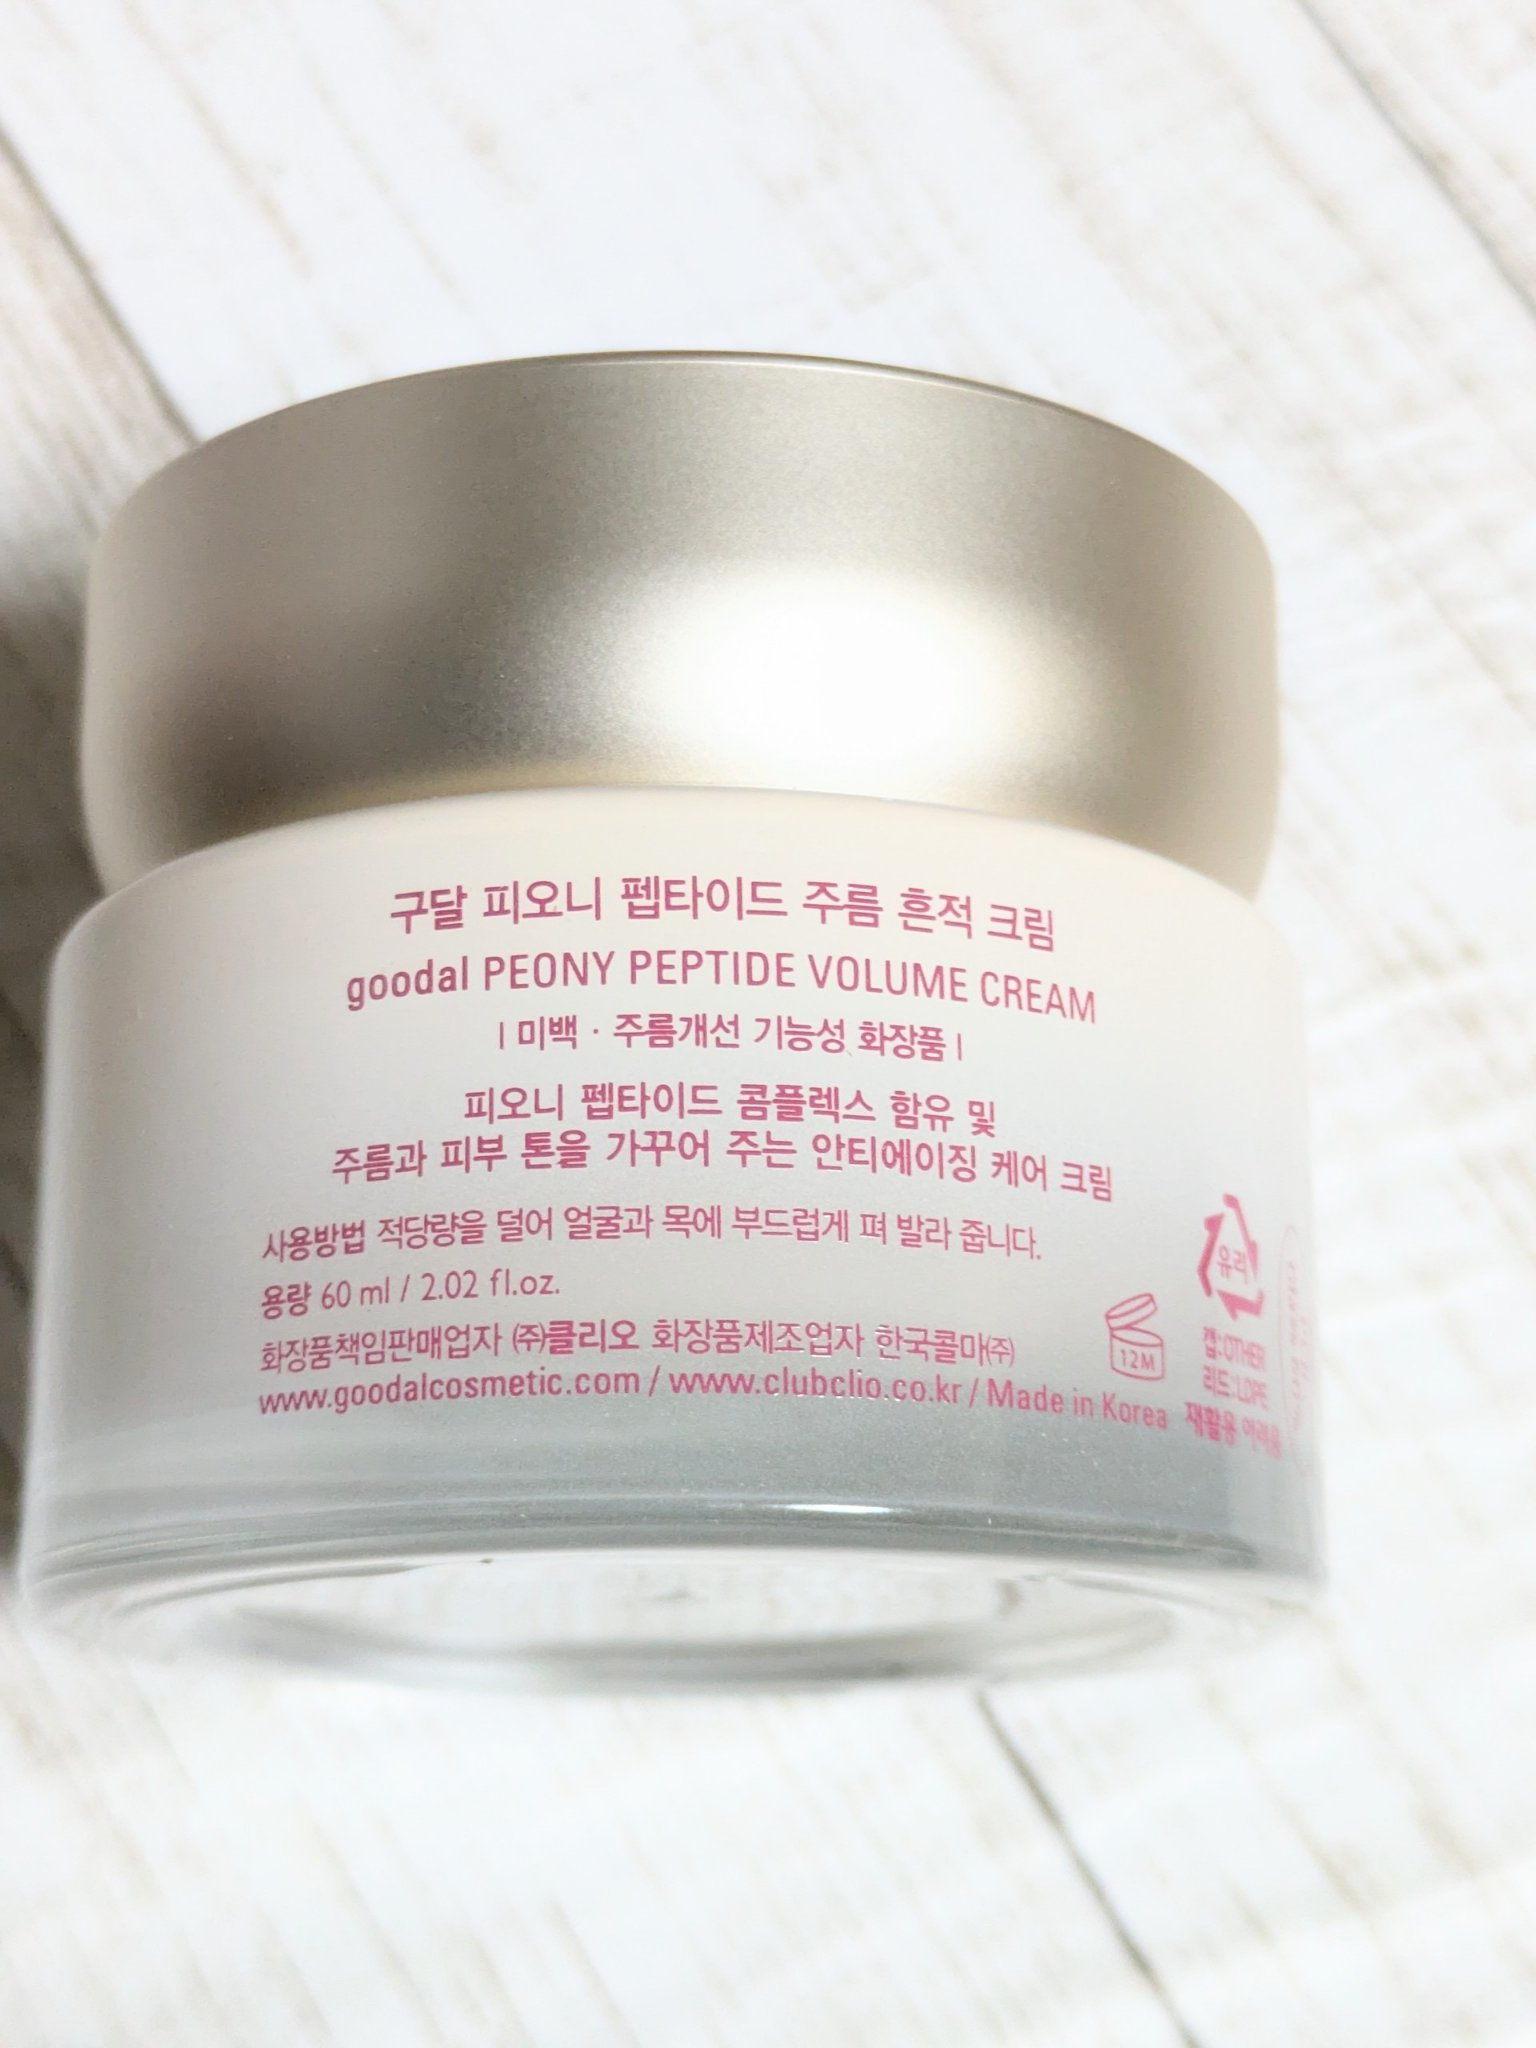 구달 피오니 펩타이드 주름 흔적 크림
goodal PEONY PEPTIDE VOLUME CREAM
| 미백 · 주름개선 기능성 화장품 |
피오니 펩타이드 콤플렉스 함유 및
주름과 피부 톤을 가꾸어 주는 안티에이징 케어 크림
사용방법 적당량을 덜어 얼굴과 목에 부드럽게 펴 발라 줍니다.
용량 60 ml / 2.02 fl.oz.
화장품책임판매업자 ㈜클리오 화장품제조업자 한국콜마㈜
www.goodalcosmetic.com / www.clubclio.co.kr / Made in Korea
12M
유리
캡:OTHER
리드:LDPE
재활용 어려움